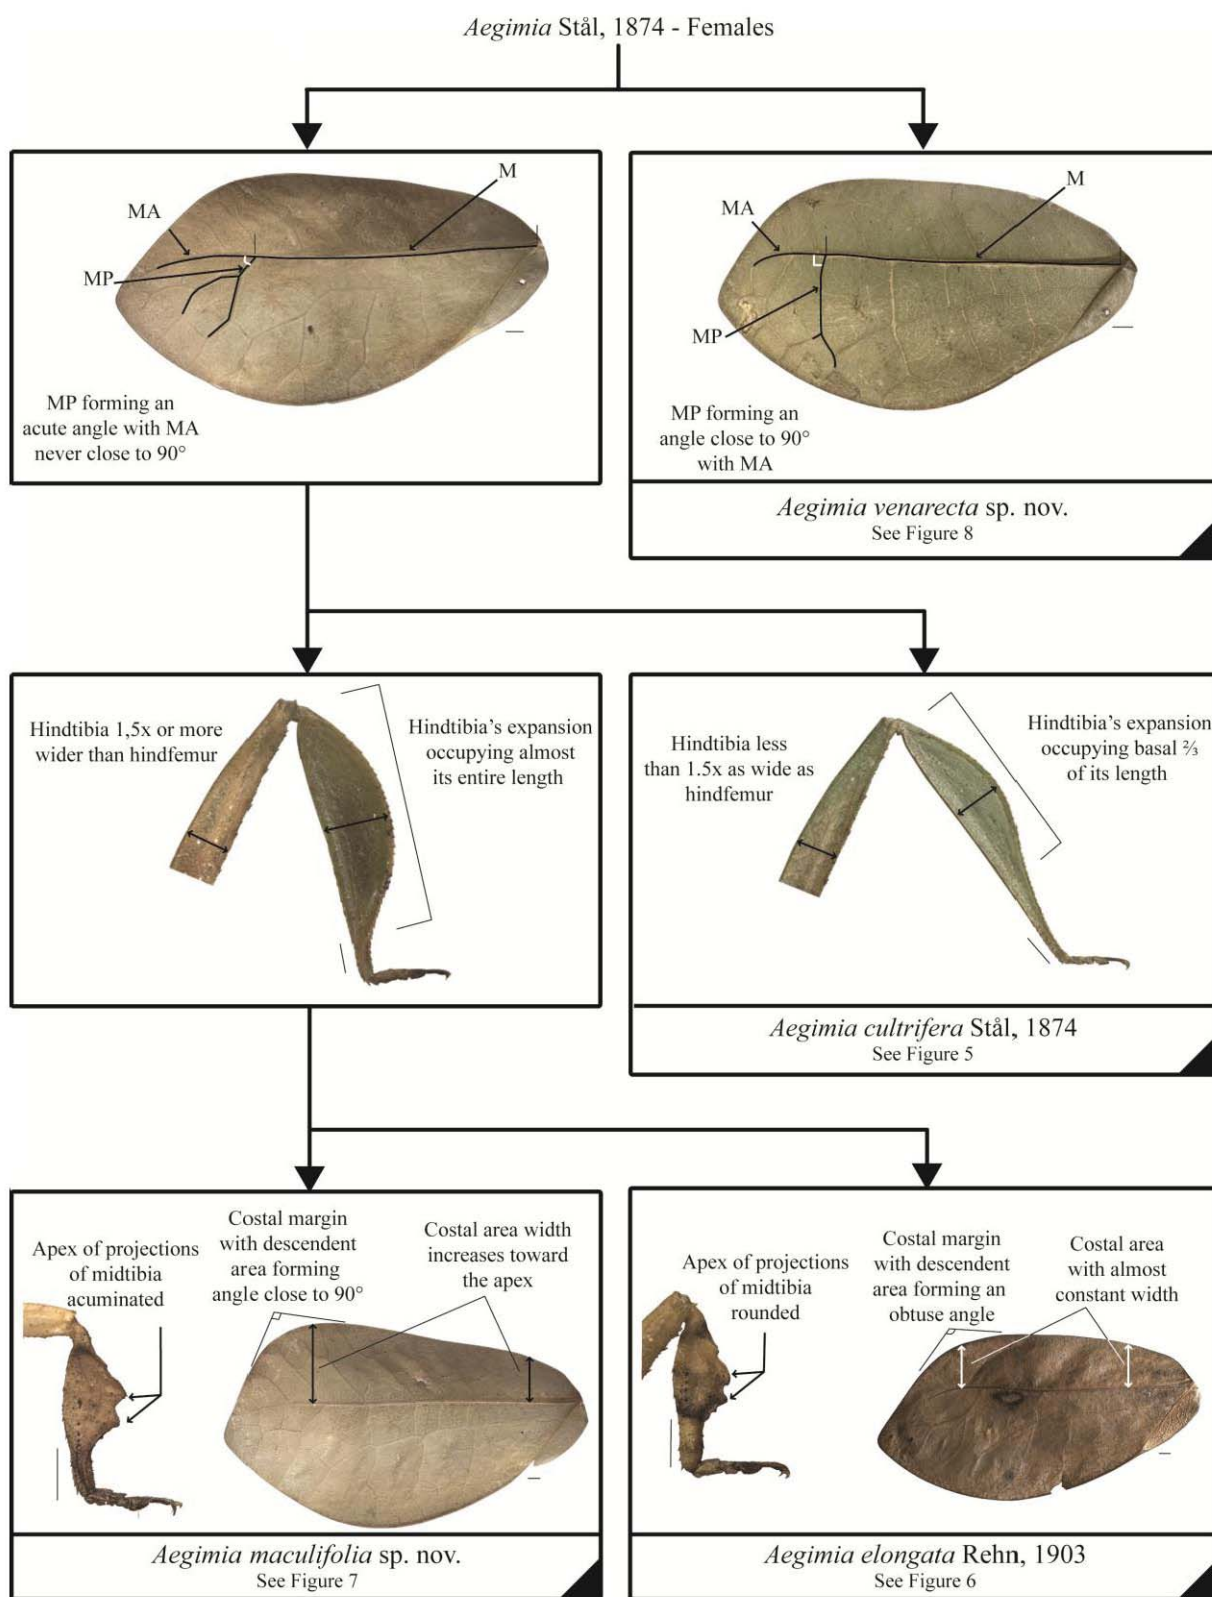 Aegimia Stål, 1874 - Females
M
MA
MP
MP forming an
acute angle with MA
never close to 90°
M
MA
MP
MP forming an
angle close to 90°
with MA
Aegimia venarecta sp. nov.
See Figure 8
Hindtibia 1,5x or more
wider than hindfemur
Hindtibia's expansion
occupying almost
its entire length
Hindtibia less
than 1.5x as wide as
hindfemur
Hindtibia's expansion
occupying basal ⅔
of its length
Aegimia cultrifera Stål, 1874
See Figure 5
Apex of projections
of midtibia
acuminated
Costal margin
with descendent
area forming
angle close to 90°
Costal area width
increases toward
the apex
Aegimia maculifolia sp. nov.
See Figure 7
Apex of projections
of midtibia
rounded
Costal margin
with descendent
area forming an
obtuse angle
Costal area
with almost
constant width
Aegimia elongata Rehn, 1903
See Figure 6